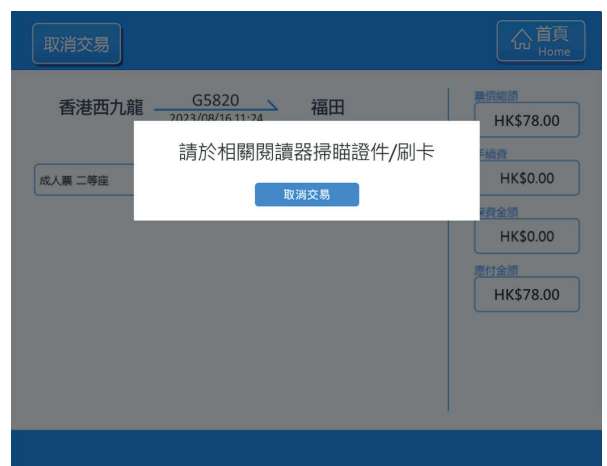 取消交易
首頁
Home
香港西九龍
G5820
福田
2023/08/16 11:24
票價總額
HK$78.00
請於相關閱讀器掃瞄證件/刷卡
取消交易
手續費
HK$0.00
成人票 二等座
HK$0.00
應付金額
HK$78.00